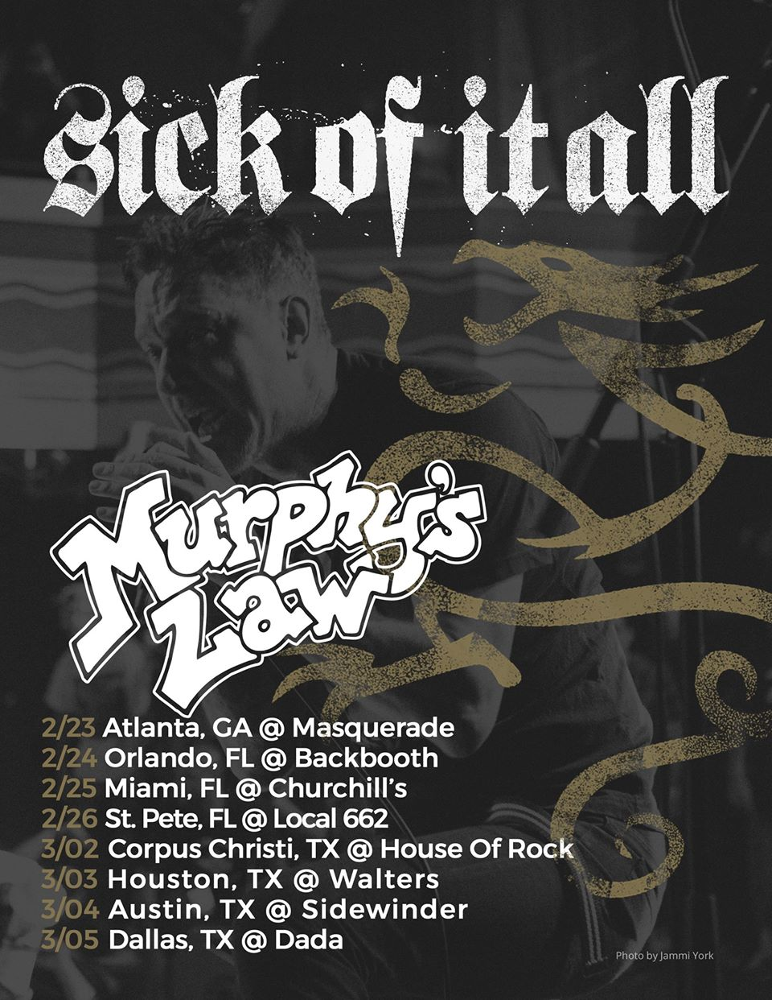 sick of it all
Murphy's
Law
2/23 Atlanta, GA @ Masquerade
2/24 Orlando, FL @ Backbooth
2/25 Miami, FL @ Churchill's
2/26 St. Pete, FL @ Local 662
3/02 Corpus Christi, TX @ House Of Rock
3/03 Houston, TX @ Walters
3/04 Austin, TX @ Sidewinder
3/05 Dallas, TX @ Dada
Photo by Jammi York